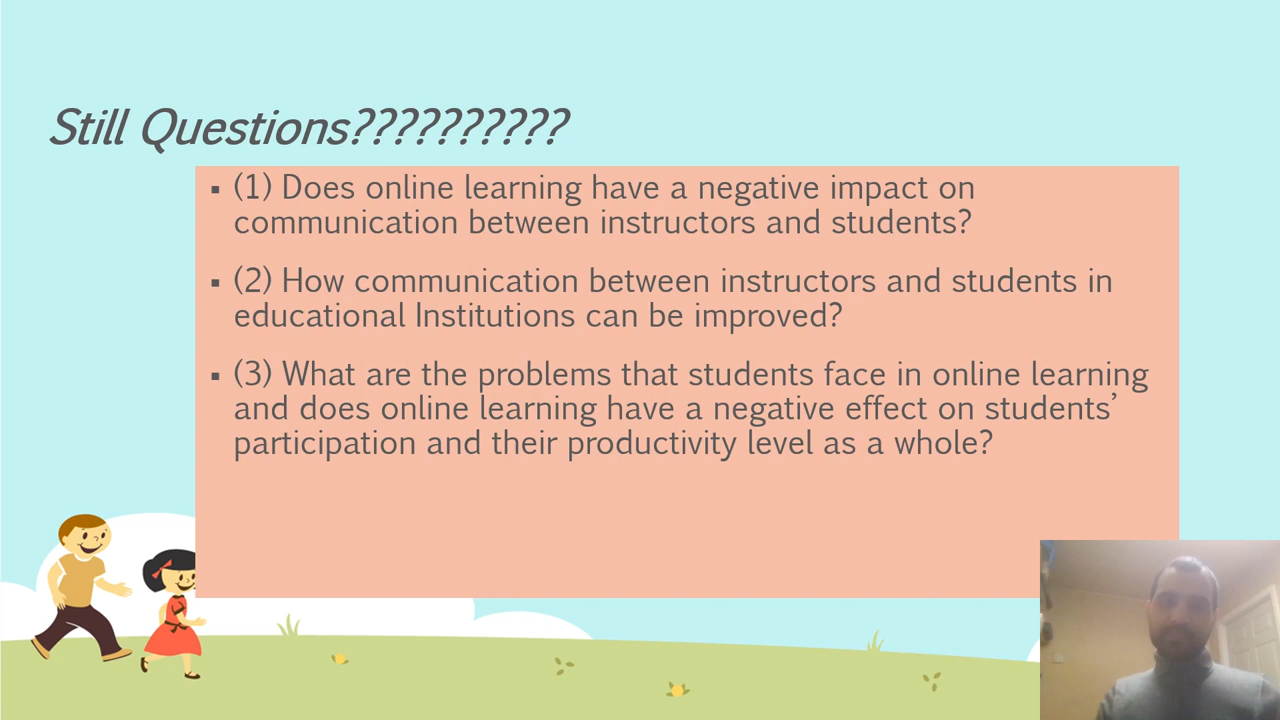 Still Questions??????????
▪ (1) Does online learning have a negative impact on
communication between instructors and students?
▪ (2) How communication between instructors and students in
educational Institutions can be improved?
▪ (3) What are the problems that students face in online learning
and does online learning have a negative effect on students’
participation and their productivity level as a whole?